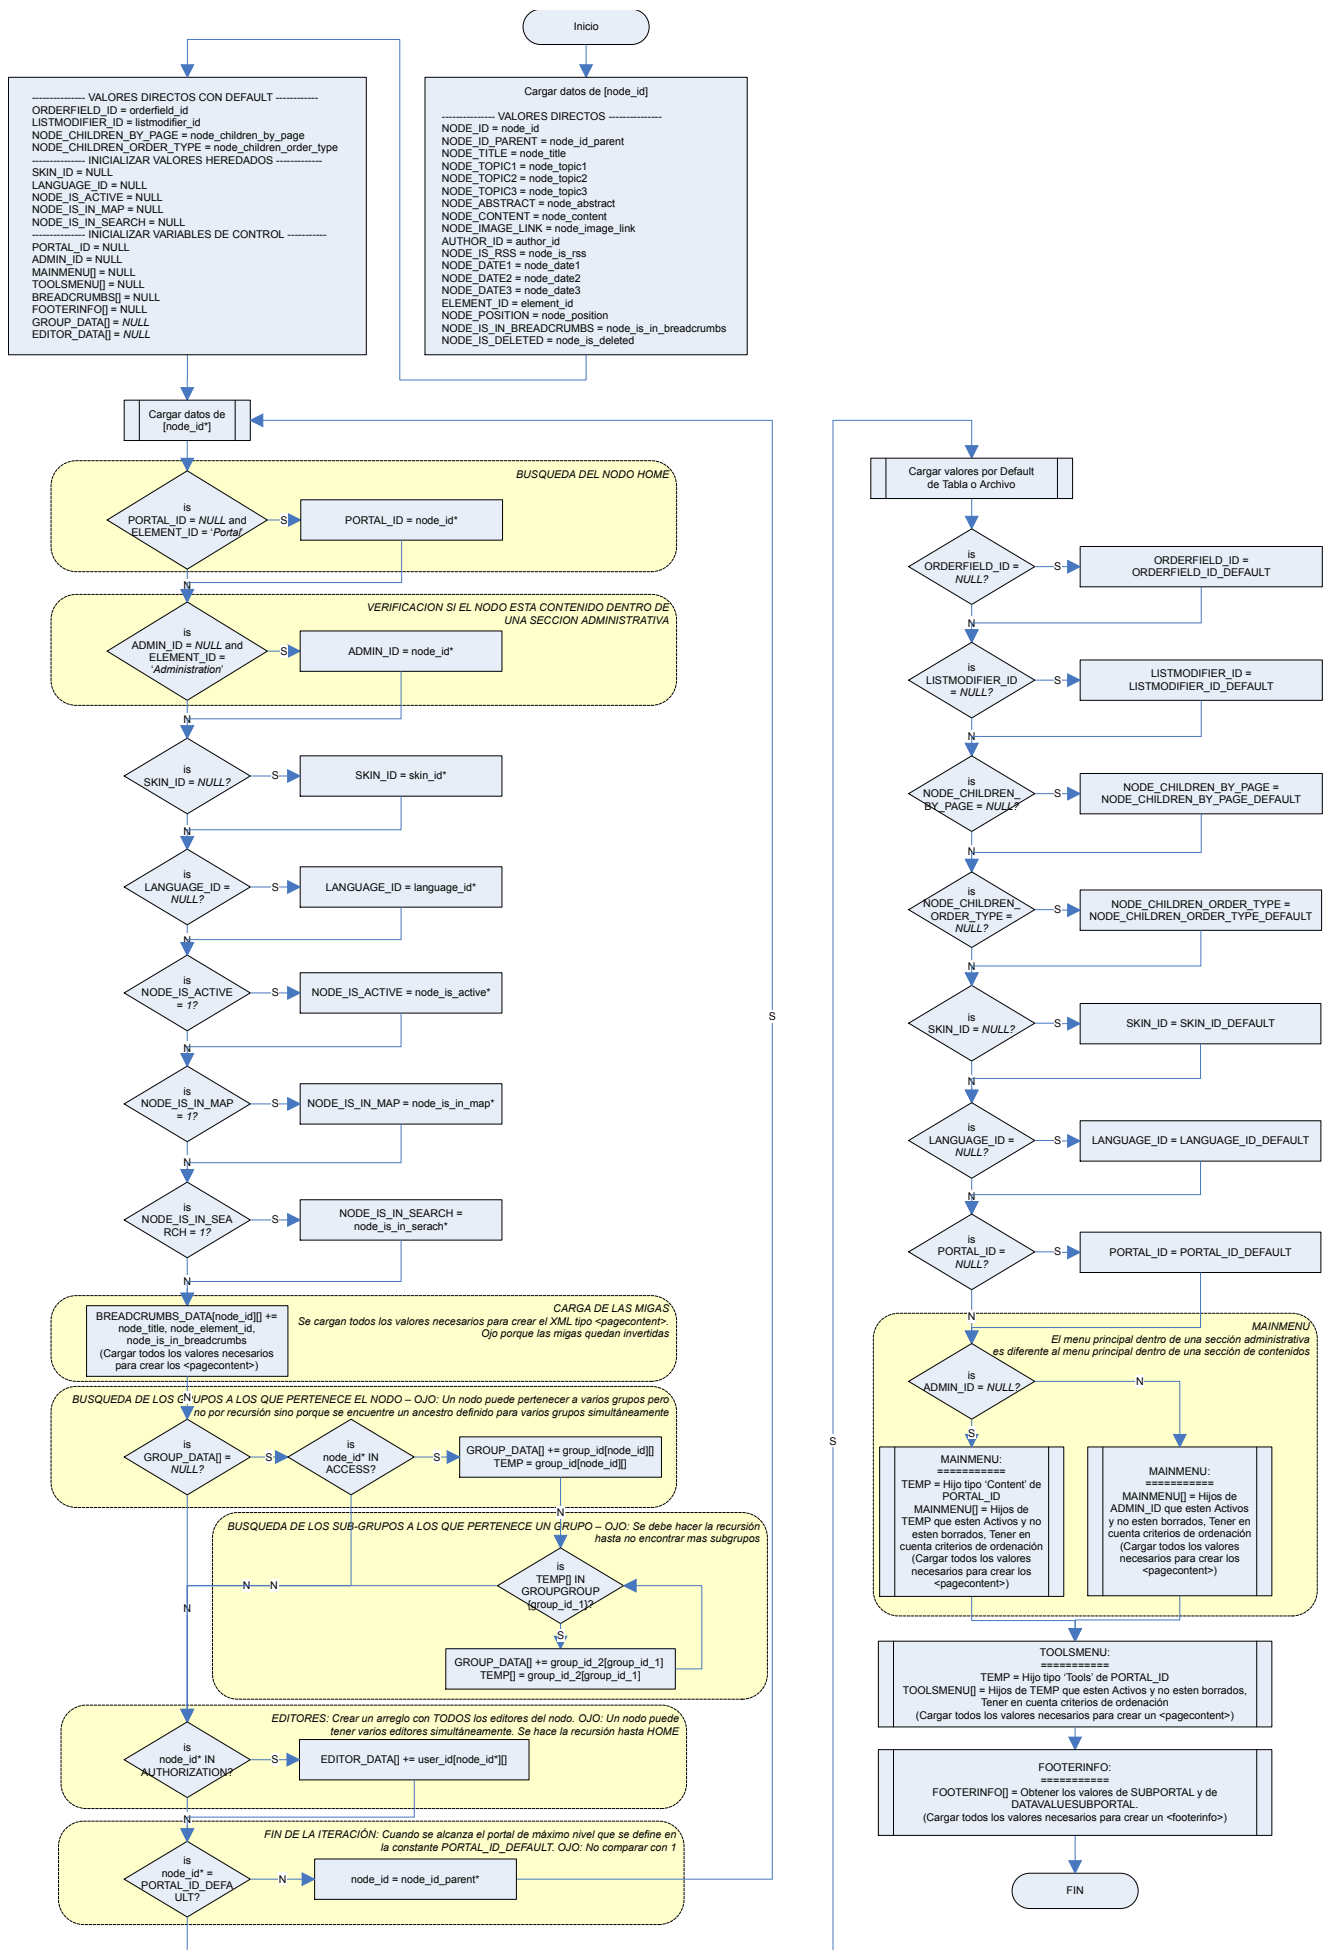 Inicio
Cargar datos de [node_id]
--------------- VALORES DIRECTOS ---------------
NODE_ID = node_id
NODE_ID_PARENT = node_id_parent
NODE_TITLE = node_title
NODE_TOPIC1 = node_topic1
NODE_TOPIC2 = node_topic2
NODE_TOPIC3 = node_topic3
NODE_ABSTRACT = node_abstract
NODE_CONTENT = node_content
NODE_IMAGE_LINK = node_image_link
AUTHOR_ID = author_id
NODE_IS_RSS = node_is_rss
NODE_DATE1 = node_date1
NODE_DATE2 = node_date2
NODE_DATE3 = node_date3
ELEMENT_ID = element_id
NODE_POSITION = node_position
NODE_IS_IN_BREADCRUMBS = node_is_in_breadcrumbs
NODE_IS_DELETED = node_is_deleted
--------------- VALORES DIRECTOS CON DEFAULT ------------
ORDERFIELD_ID = orderfield_id
LISTMODIFIER_ID = listmodifier_id
NODE_CHILDREN_BY_PAGE = node_children_by_page
NODE_CHILDREN_ORDER_TYPE = node_children_order_type
--------------- INICIALIZAR VALORES HEREDADOS -------------
SKIN_ID = NULL
LANGUAGE_ID = NULL
NODE_IS_ACTIVE = NULL
NODE_IS_IN_MAP = NULL
NODE_IS_IN_SEARCH = NULL
--------------- INICIALIZAR VARIABLES DE CONTROL -----------
PORTAL_ID = NULL
ADMIN_ID = NULL
MAINMENU[] = NULL
TOOLSMENU[] = NULL
BREADCRUMBS[] = NULL
FOOTERINFO[] = NULL
GROUP_DATA[] = NULL
EDITOR_DATA[] = NULL
Cargar datos de
[node_id*]
BUSQUEDA DEL NODO HOME
is
PORTAL_ID = NULL and
ELEMENT_ID = ‘Portal’
S
PORTAL_ID = node_id*
N
VERIFICACION SI EL NODO ESTA CONTENIDO DENTRO DE
UNA SECCION ADMINISTRATIVA
is
ADMIN_ID = NULL and
ELEMENT_ID =
‘Administration’
S
ADMIN_ID = node_id*
N
is
SKIN_ID = NULL?
S
SKIN_ID = skin_id*
N
is
LANGUAGE_ID =
NULL?
S
LANGUAGE_ID = language_id*
N
is
NODE_IS_ACTIVE
= 1?
S
NODE_IS_ACTIVE = node_is_active*
N
is
NODE_IS_IN_MAP
= 1?
S
NODE_IS_IN_MAP = node_is_in_map*
N
is
NODE_IS_IN_SEA
RCH = 1?
S
NODE_IS_IN_SEARCH =
node_is_in_serach*
N
CARGA DE LAS MIGAS
Se cargan todos los valores necesarios para crear el XML tipo <pagecontent>.
Ojo porque las migas quedan invertidas
BREADCRUMBS_DATA[node_id][] +=
node_title, node_element_id,
node_is_in_breadcrumbs
(Cargar todos los valores necesarios
para crear los <pagecontent>)
N
BUSQUEDA DE LOS GRUPOS A LOS QUE PERTENECE EL NODO – OJO: Un nodo puede pertenecer a varios grupos pero
no por recursión sino porque se encuentre un ancestro definido para varios grupos simultáneamente
is
GROUP_DATA[] =
NULL?
S
is
node_id* IN
ACCESS?
S
GROUP_DATA[] += group_id[node_id][]
TEMP = group_id[node_id][]
N
BUSQUEDA DE LOS SUB-GRUPOS A LOS QUE PERTENECE UN GRUPO – OJO: Se debe hacer la recursión
hasta no encontrar mas subgrupos
is
TEMP[] IN
GROUPGROUP
{group_id_1}?
N
N
N
S
GROUP_DATA[] += group_id_2[group_id_1]
TEMP[] = group_id_2[group_id_1]
EDITORES: Crear un arreglo con TODOS los editores del nodo. OJO: Un nodo puede
tener varios editores simultáneamente. Se hace la recursión hasta HOME
is
node_id* IN
AUTHORIZATION?
S
EDITOR_DATA[] += user_id[node_id*][]
N
FIN DE LA ITERACIÓN: Cuando se alcanza el portal de máximo nivel que se define en
la constante PORTAL_ID_DEFAULT. OJO: No comparar con 1
is
node_id* =
PORTAL_ID_DEFA
ULT?
N
node_id = node_id_parent*
S
S
Cargar valores por Default
de Tabla o Archivo
is
ORDERFIELD_ID =
NULL?
S
ORDERFIELD_ID =
ORDERFIELD_ID_DEFAULT
N
is
LISTMODIFIER_ID
= NULL?
S
LISTMODIFIER_ID =
LISTMODIFIER_ID_DEFAULT
N
is
NODE_CHILDREN_
BY_PAGE = NULL?
S
NODE_CHILDREN_BY_PAGE =
NODE_CHILDREN_BY_PAGE_DEFAULT
N
is
NODE_CHILDREN_
ORDER_TYPE =
NULL?
S
NODE_CHILDREN_ORDER_TYPE =
NODE_CHILDREN_ORDER_TYPE_DEFAULT
N
is
SKIN_ID = NULL?
S
SKIN_ID = SKIN_ID_DEFAULT
N
is
LANGUAGE_ID =
NULL?
S
LANGUAGE_ID = LANGUAGE_ID_DEFAULT
N
is
PORTAL_ID =
NULL?
S
PORTAL_ID = PORTAL_ID_DEFAULT
N
MAINMENU
El menu principal dentro de una sección administrativa
es diferente al menu principal dentro de una sección de contenidos
is
ADMIN_ID = NULL?
N
S
MAINMENU:
===========
TEMP = Hijo tipo ‘Content’ de
PORTAL_ID
MAINMENU[] = Hijos de
TEMP que esten Activos y no
esten borrados, Tener en
cuenta criterios de ordenación
(Cargar todos los valores
necesarios para crear los
<pagecontent>)
MAINMENU:
===========
MAINMENU[] = Hijos de
ADMIN_ID que esten Activos
y no esten borrados, Tener en
cuenta criterios de ordenación
(Cargar todos los valores
necesarios para crear los
<pagecontent>)
TOOLSMENU:
===========
TEMP = Hijo tipo ‘Tools’ de PORTAL_ID
TOOLSMENU[] = Hijos de TEMP que esten Activos y no esten borrados,
Tener en cuenta criterios de ordenación
(Cargar todos los valores necesarios para crear un <pagecontent>)
FOOTERINFO:
===========
FOOTERINFO[] = Obtener los valores de SUBPORTAL y de
DATAVALUESUBPORTAL.
(Cargar todos los valores necesarios para crear un <footerinfo>)
FIN